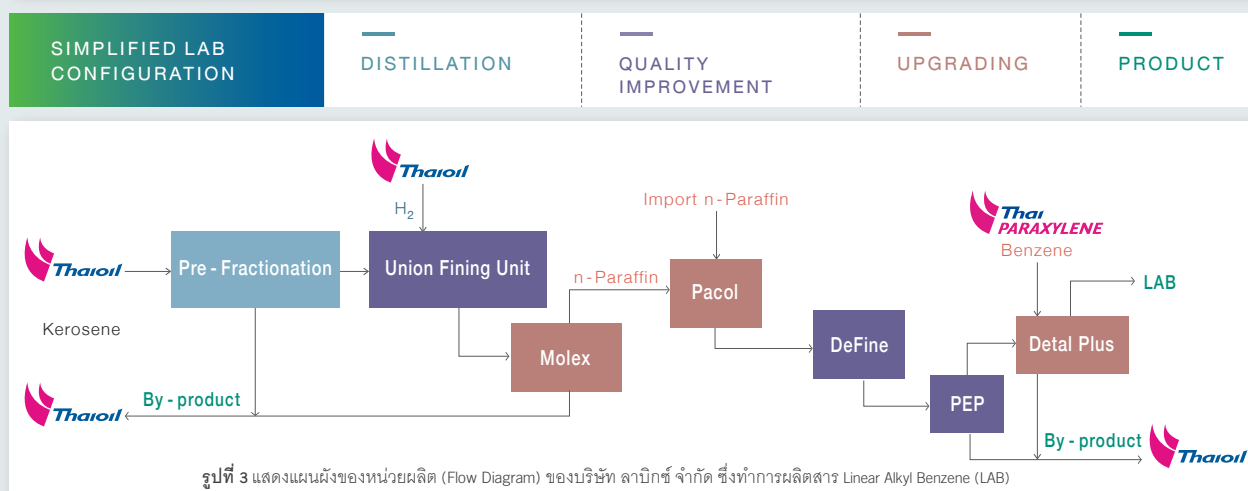 SIMPLIFIED LAB
CONFIGURATION
DISTILLATION
QUALITY
IMPROVEMENT
UPGRADING
PRODUCT
Thaioil
H₂
Import n-Paraffin
Thai
PARAXYLENE
Benzene
Thaioil
Pre - Fractionation
Union Fining Unit
n-Paraffin
Pacol
LAB
Kerosene
Molex
DeFine
Detal Plus
PEP
By - product
Thaioil
By - product
Thaioil
รูปที่ 3 แสดงแผนผังของหน่วยผลิต (Flow Diagram) ของบริษัท ลาบิกซ์ จำกัด ซึ่งทำการผลิตสาร Linear Alkyl Benzene (LAB)